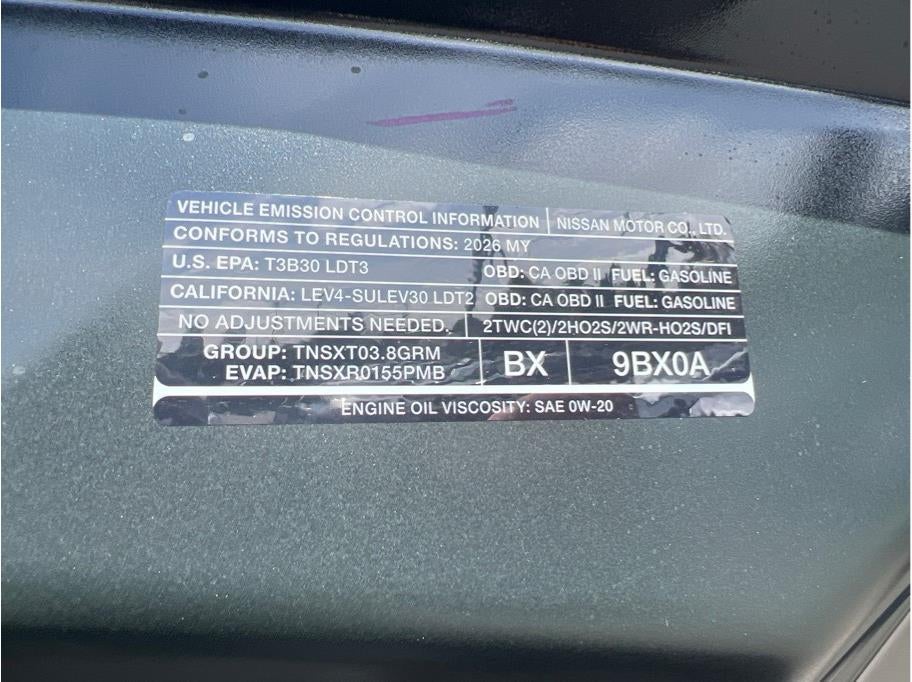 VEHICLE EMISSION CONTROL INFORMATION NISSAN MOTOR CO., LTD.
CONFORMS TO REGULATIONS: 2026 MY
U.S. EPA: T3B30 LDT3 OBD: CA OBD II FUEL: GASOLINE
CALIFORNIA: LEV4-SULEV30 LDT2 OBD: CA OBD II FUEL: GASOLINE
NO ADJUSTMENTS NEEDED. 2TWC(2)/2HO2S/2WR-HO2S/DFI
GROUP: TNSXT03.8GRM
EVAP: TNSXR0155PMB
BX
9BX0A
ENGINE OIL VISCOSITY: SAE 0W-20